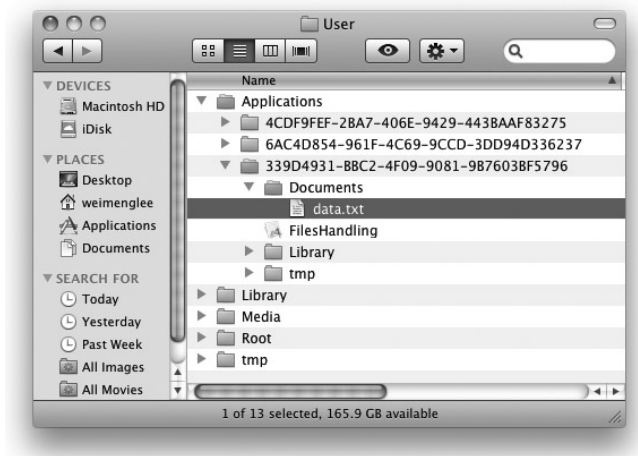 User
Name
DEVICES
Macintosh HD
iDisk
PLACES
Desktop
weimenglee
Applications
Documents
SEARCH FOR
Today
Yesterday
Past Week
All Images
All Movies
Applications
4CDF9FEF-2BA7-406E-9429-443BAAF83275
6AC4D854-961F-4C69-9CCD-3DD94D336237
339D4931-BBC2-4F09-9081-9B7603BF5796
Documents
data.txt
FilesHandling
Library
tmp
Library
Media
Root
tmp
1 of 13 selected, 165.9 GB available